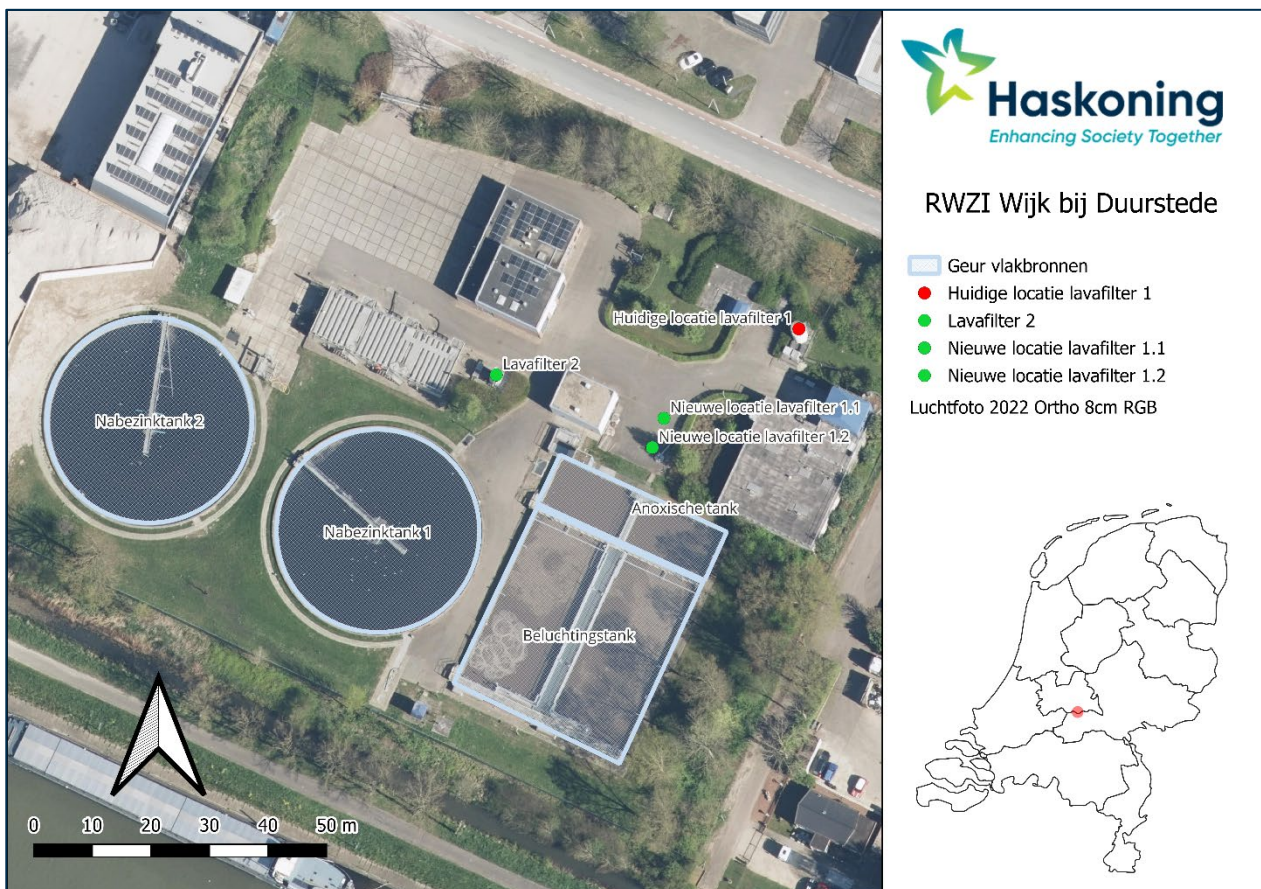 Haskoning
Enhancing Society Together
RWZI Wijk bij Duurstede
Geur vlakbronnen
Huidige locatie lavafilter 1
Lavafilter 2
Nieuwe locatie lavafilter 1.1
Nieuwe locatie lavafilter 1.2
Luchtfoto 2022 Ortho 8cm RGB
Huidige locatie lavafilter 1
Lavafilter 2
Nieuwe locatie lavafilter 1.1
Nieuwe locatie lavafilter 1.2
Nabezinktank 2
Nabezinktank 1
Anoxische tank
Beluchtingstank
0 10 20 30 40 50 m